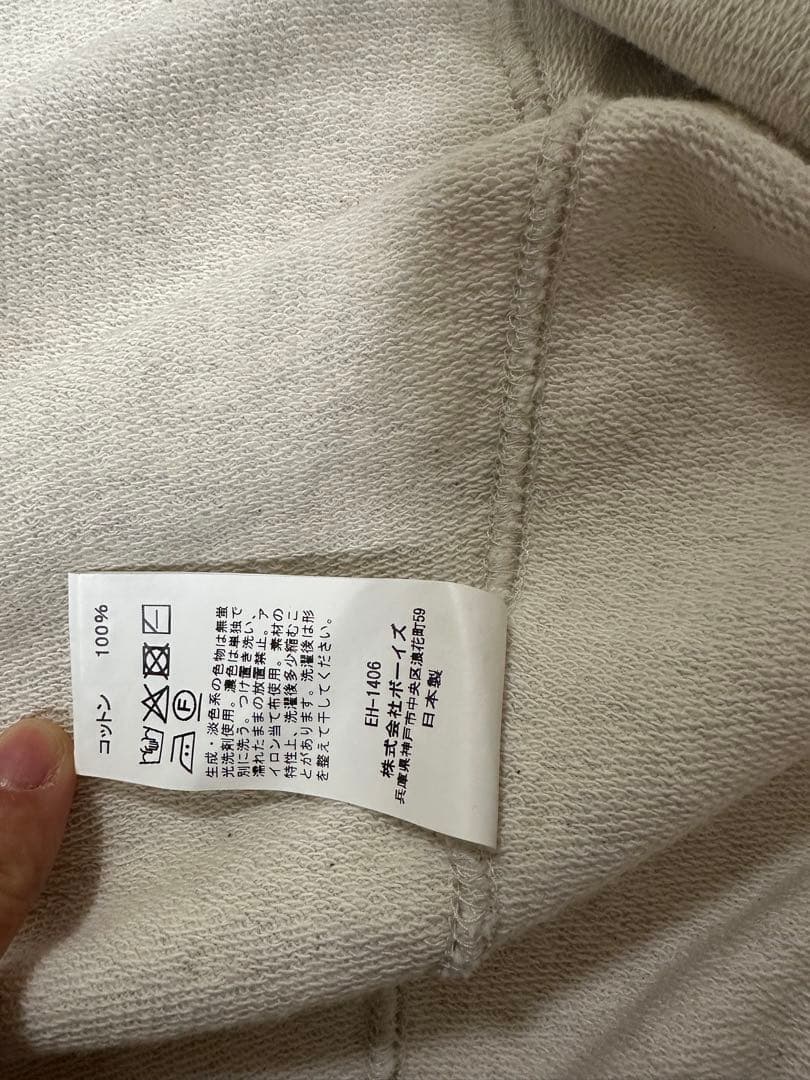 コットン 100%
F
生成・淡色系の色物は無蛍
光洗剤使用。濃色は単独で
別に洗う。つけ置き洗い、
濡れたままの放置禁止。ア
イロン当て布使用。素材の
特性上、洗濯後多少縮むこ
とがあります。洗濯後は形
を整えて干してください。
EH-1406
株式会社ボーイズ
兵庫県神戸市中央区浪花町59
日本製